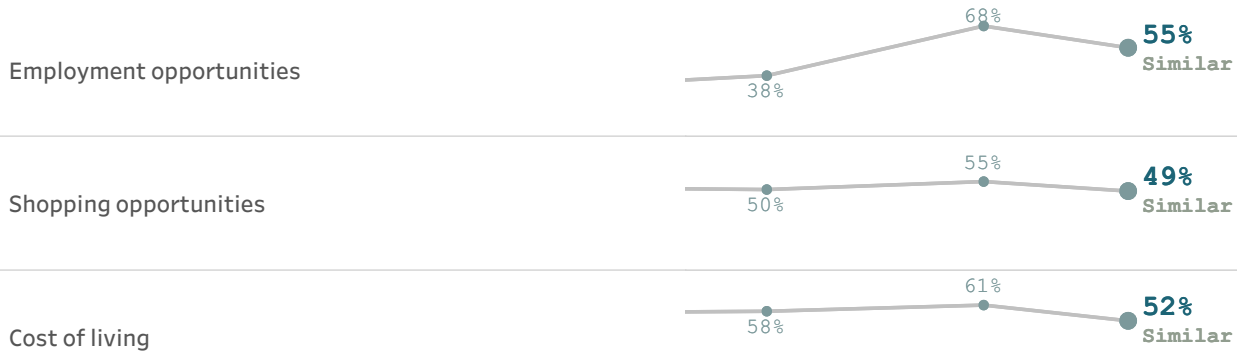 68%
55%
Similar
Employment opportunities
38%
55%
49%
Similar
Shopping opportunities
50%
61%
52%
Similar
Cost of living
58%